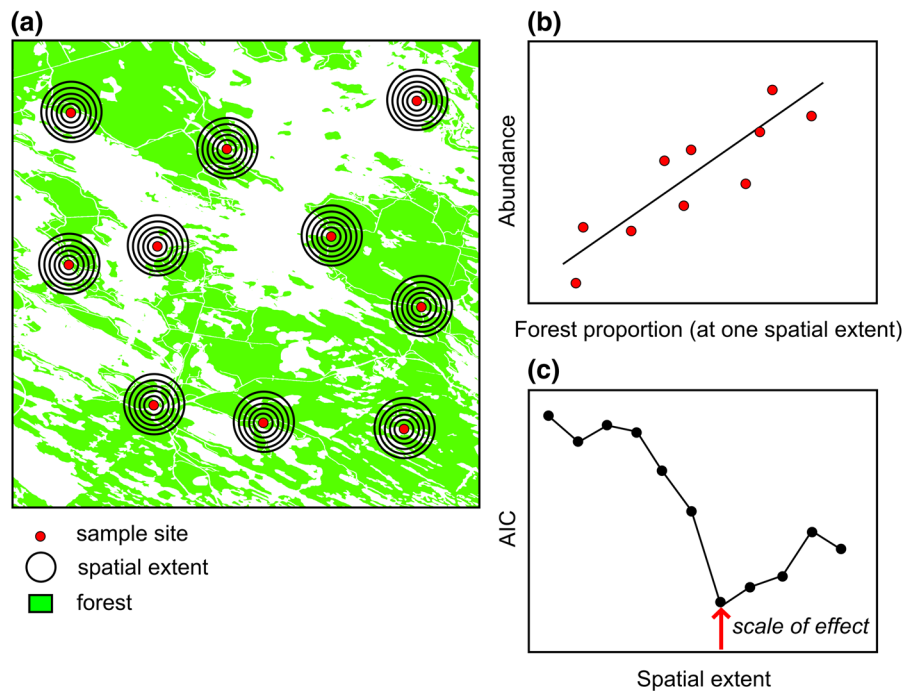 (a)
sample site
spatial extent
forest
(b)
Abundance
Forest proportion (at one spatial extent)
(c)
AIC
scale of effect
Spatial extent